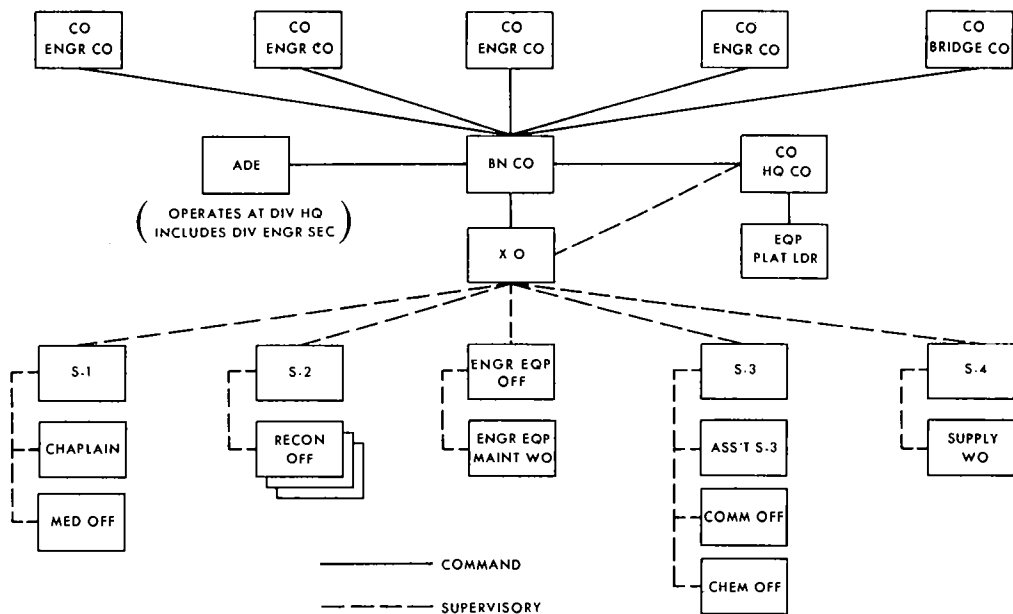 CO
ENGR CO
CO
ENGR CO
CO
ENGR CO
CO
ENGR CO
CO
BRIDGE CO
ADE
(OPERATES AT DIV HQ
INCLUDES DIV ENGR SEC)
BN CO
CO
HQ CO
X O
EQP
PLAT LDR
S-1
CHAPLAIN
MED OFF
S-2
RECON
OFF
ENGR EQP
OFF
ENGR EQP
MAINT WO
S-3
ASS'T S-3
COMM OFF
CHEM OFF
S-4
SUPPLY
WO
COMMAND
SUPERVISORY